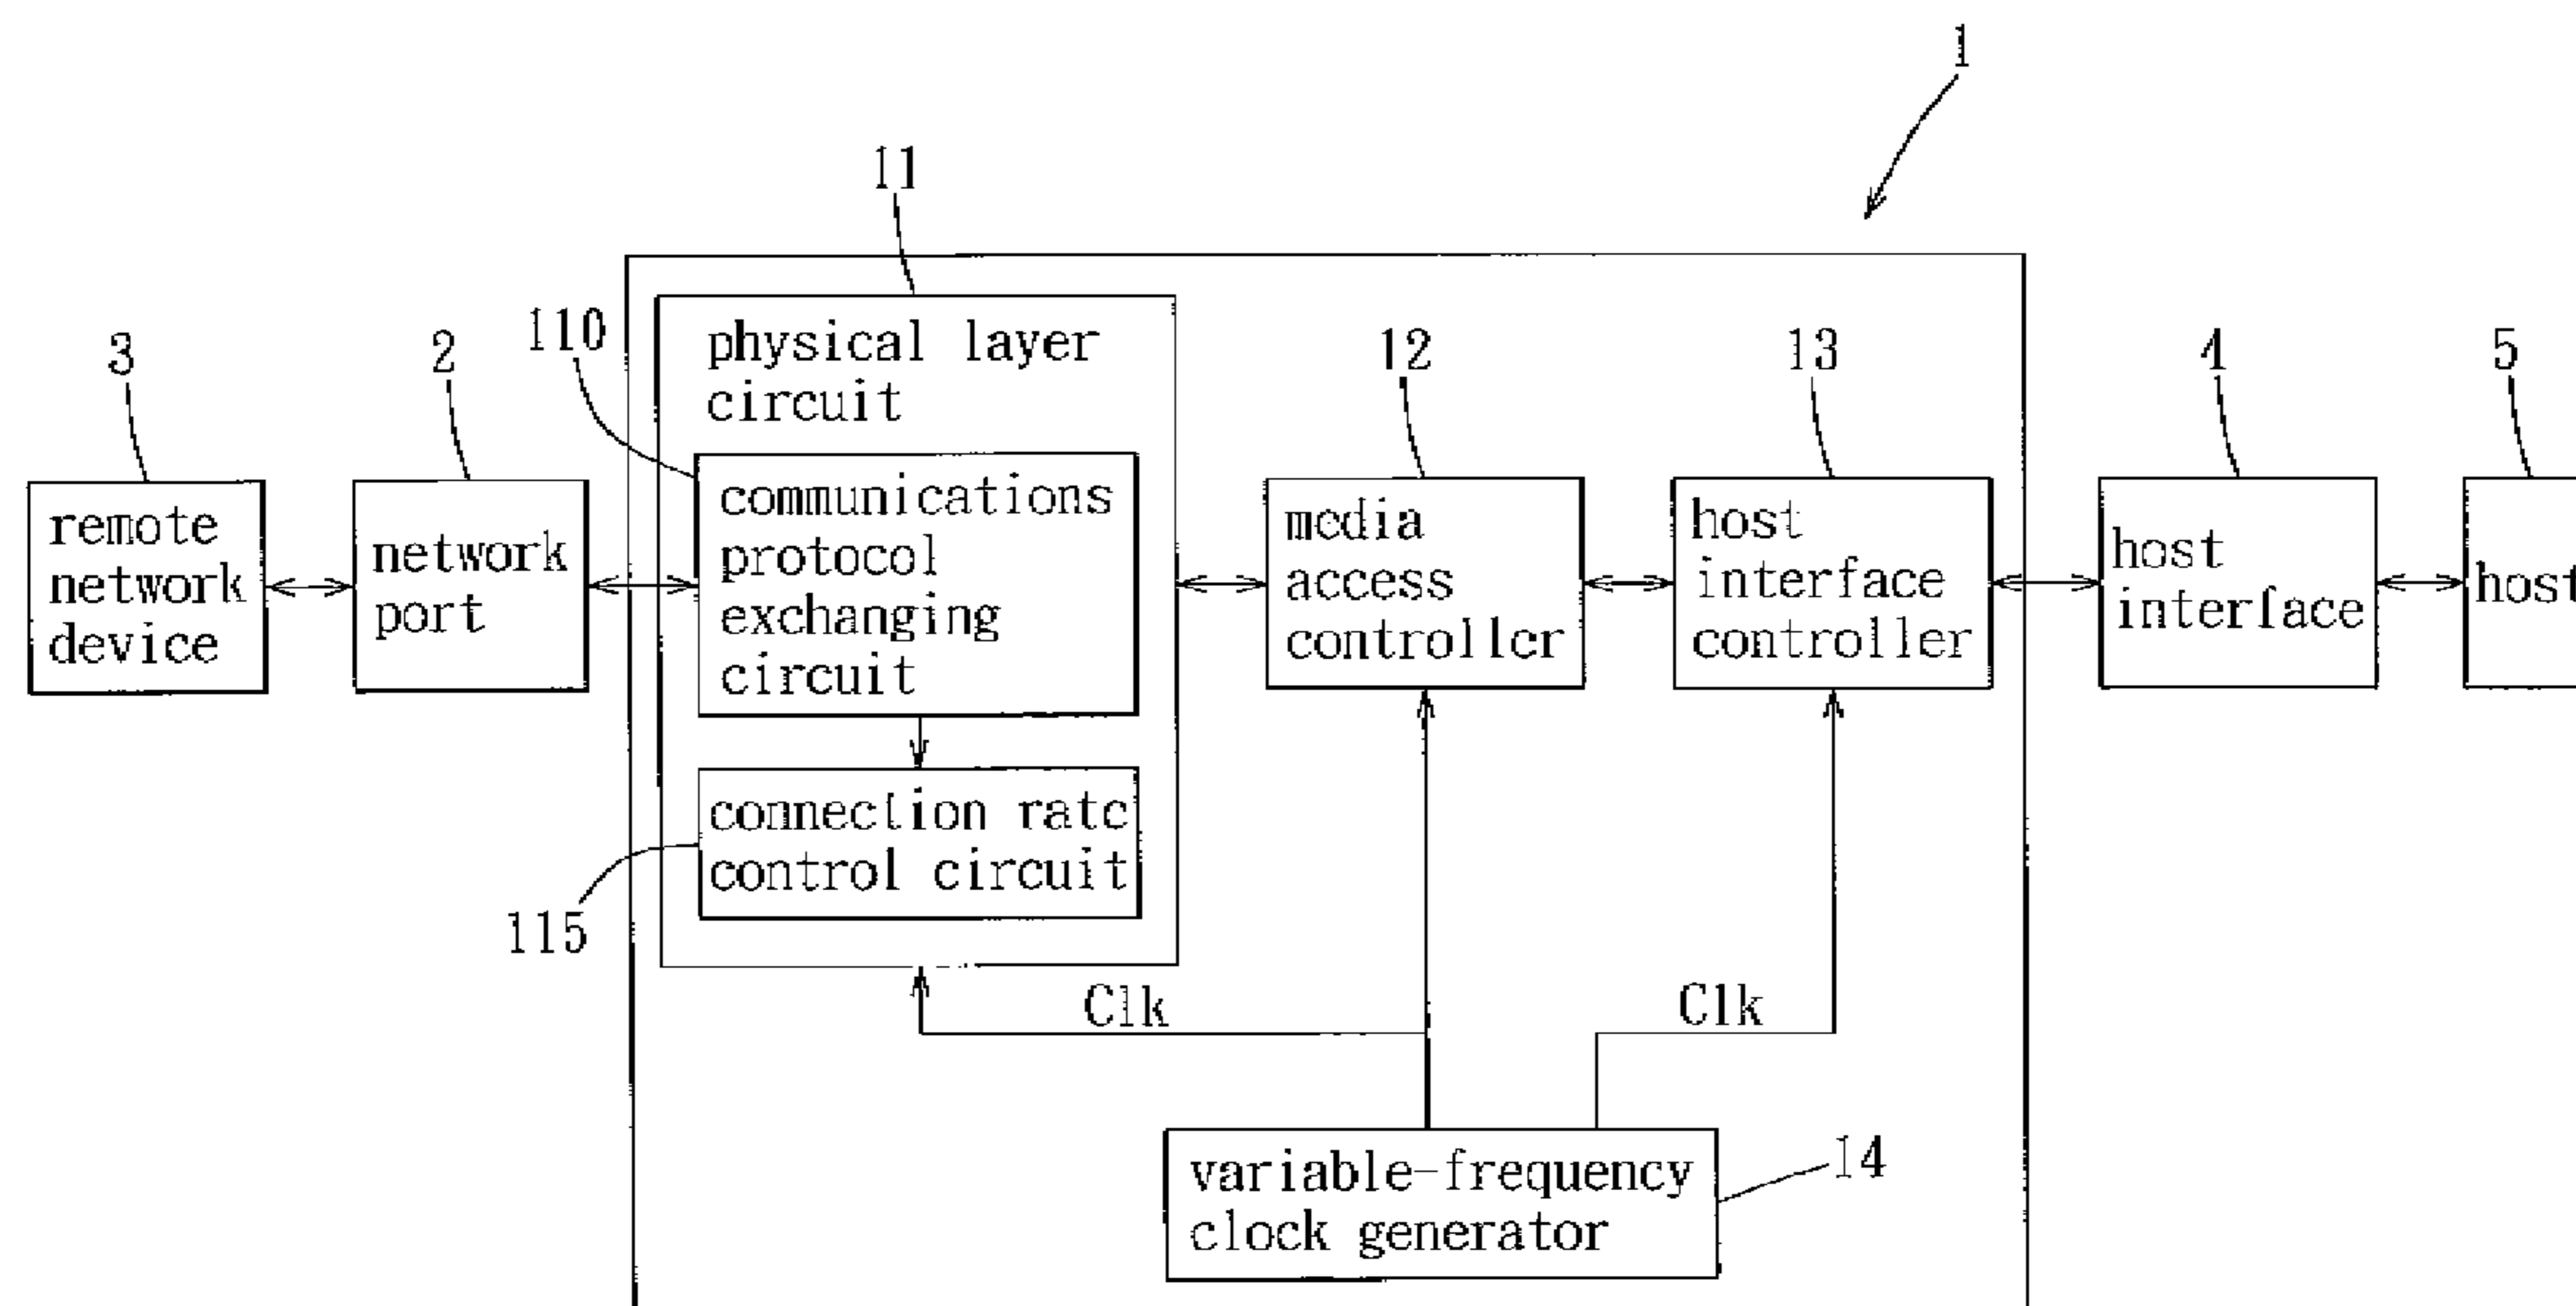 1
11
110
physical layer
circuit
3
2
12
13
4
5
remote
network
device
network
port
communications
protocol
exchanging
circuit
media
access
controller
host
interface
controller
host
interface
host
connection rate
control circuit
115
Clk
Clk
variable-frequency
clock generator
14